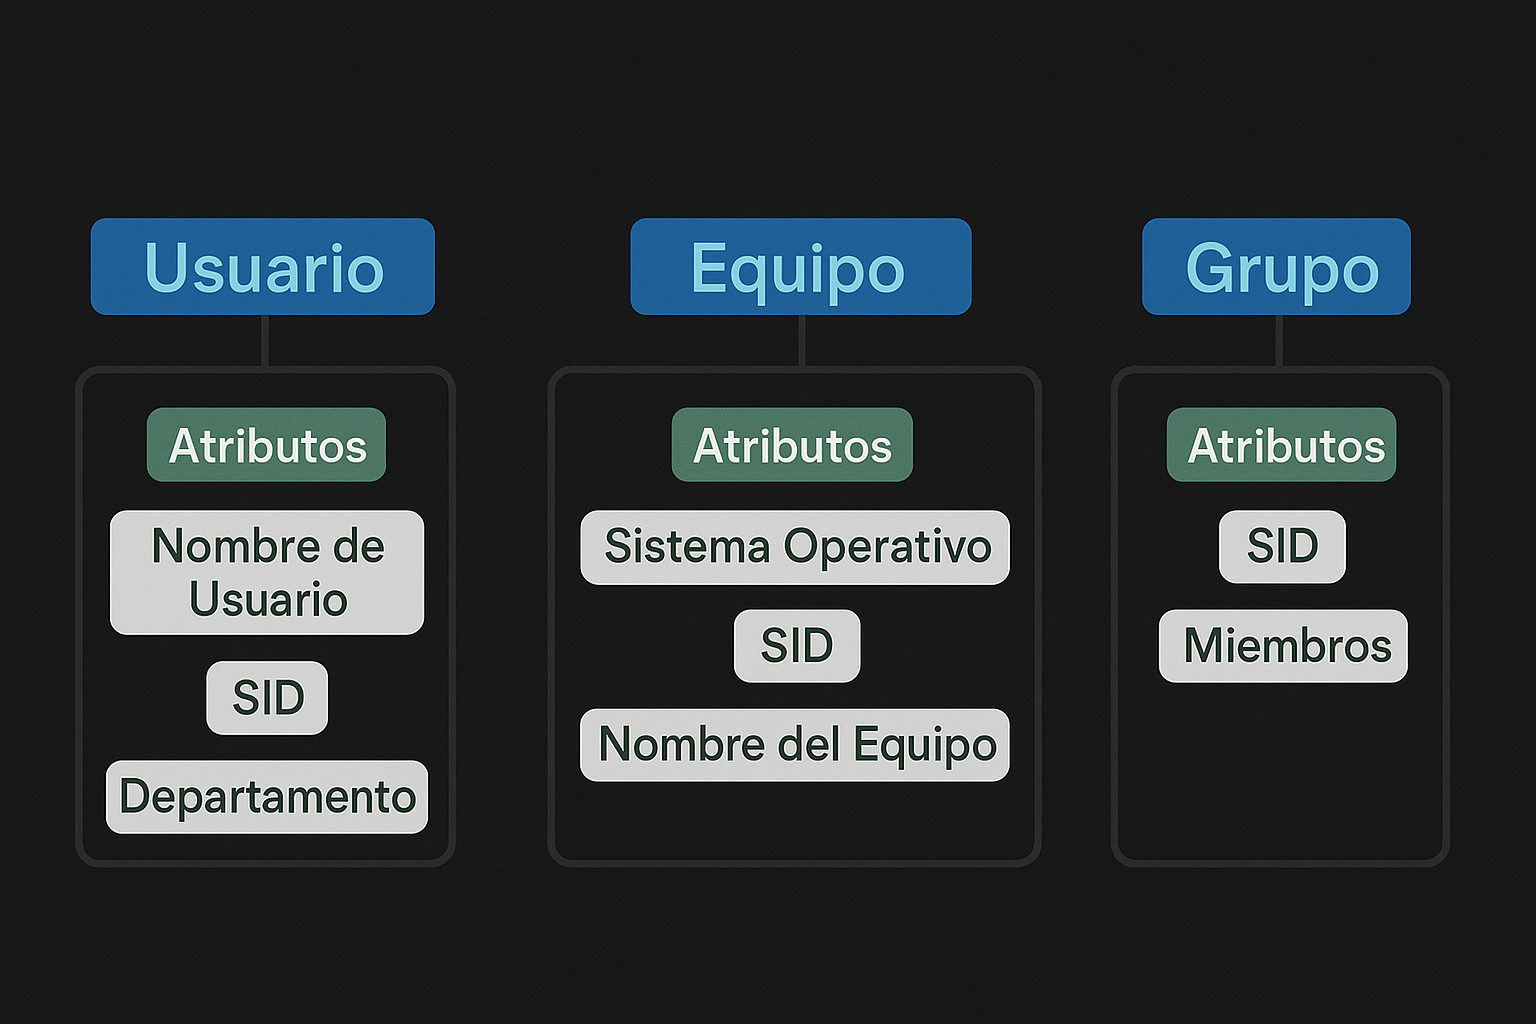 Usuario
Atributos
Nombre de
Usuario
SID
Departamento
Equipo
Atributos
Sistema Operativo
SID
Nombre del Equipo
Grupo
Atributos
SID
Miembros